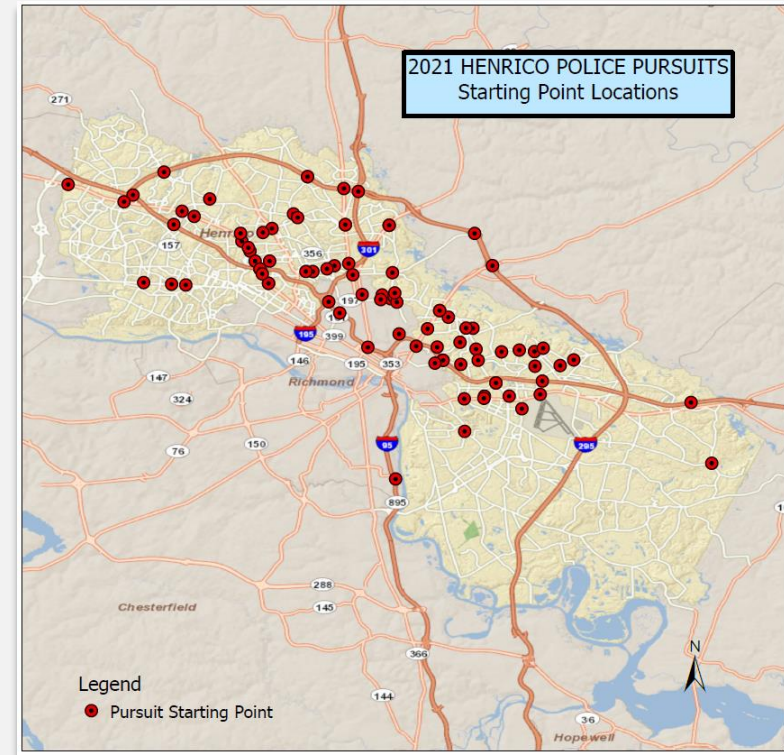 2021 HENRICO POLICE PURSUITS
Starting Point Locations
271
157
Henrico
356
301
197
195
399
146
195
353
Richmond
147
324
76
150
95
295
895
288
Chesterfield
145
366
144
36
Hopewell
N
Legend
Pursuit Starting Point